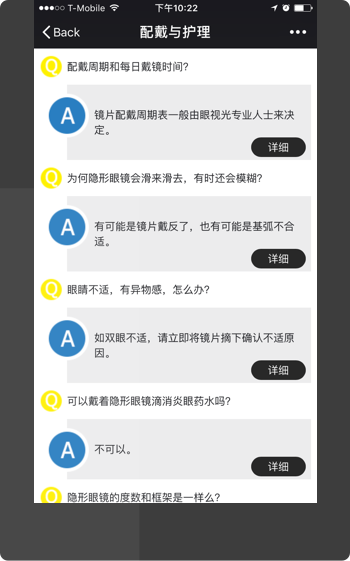 T-Mobile 下午10:22
Back 配戴与护理
Q 配戴周期和每日戴镜时间?
A 镜片配戴周期表一般由眼视光专业人士来决
定。
详细
Q 为何隐形眼镜会滑来滑去，有时还会模糊?
A 有可能是镜片戴反了，也有可能是基弧不合
适。
详细
Q 眼睛不适，有异物感，怎么办?
A 如双眼不适，请立即将镜片摘下确认不适原
因。
详细
Q 可以戴着隐形眼镜滴消炎眼药水吗?
A 不可以。
详细
Q 隐形眼镜的度数和框架是一样么?